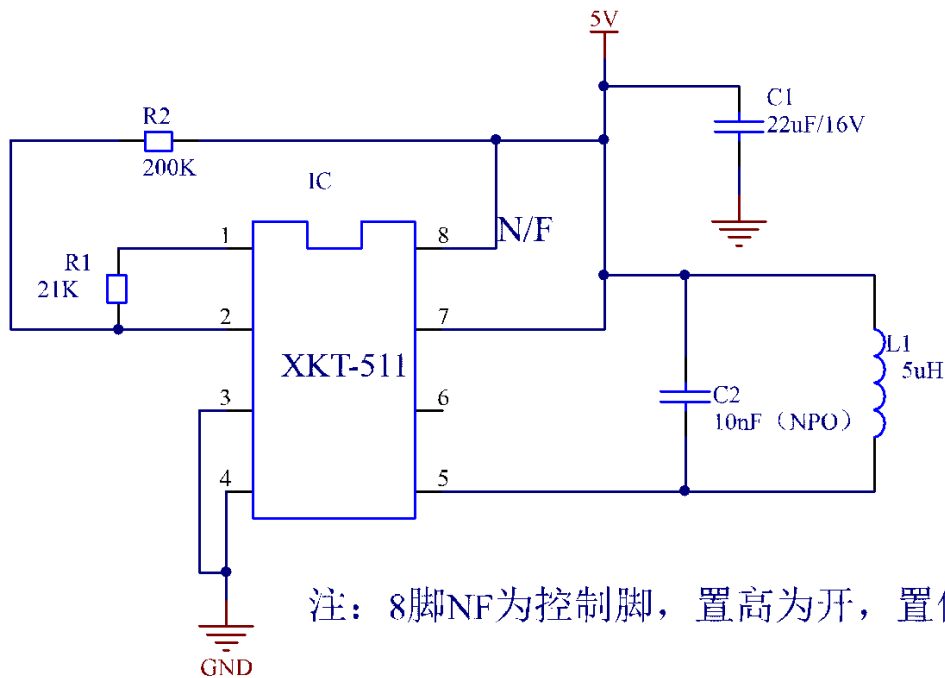 5V
C1
22uF/16V
R2
200K
IC
1
8
N/F
R1
21K
2
7
XKT-511
L1
5uH
3
6
C2
10nF（NPO）
4
5
注：8脚NF为控制脚，置高为开，置
GND